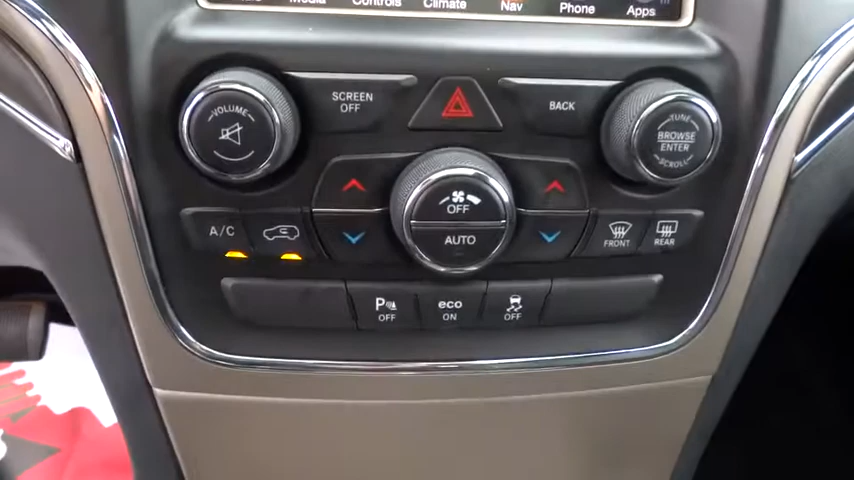 Media Controls Climate Nav Phone Apps
VOLUME
SCREEN
OFF
BACK
TUNE
BROWSE
ENTER
SCROLL
OFF
AUTO
A/C
FRONT
REAR
P
OFF
eco
ON
OFF